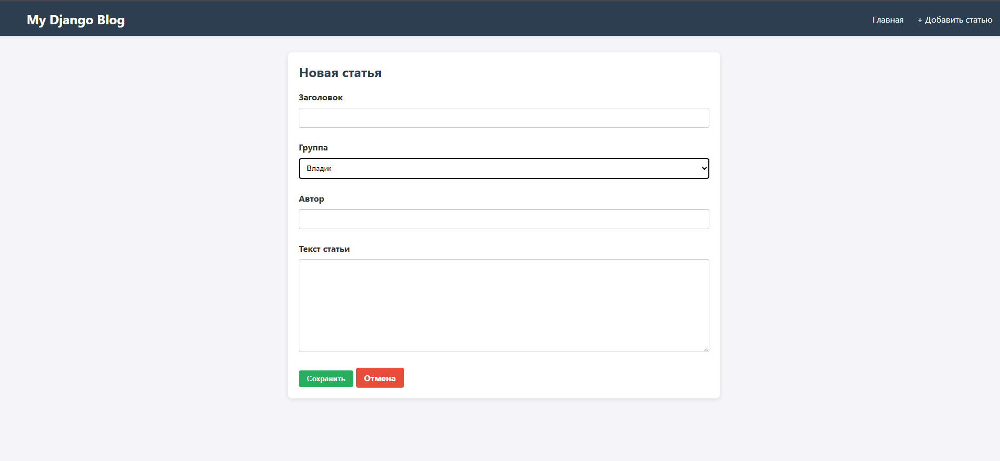 My Django Blog
Главная + Добавить статью
Новая статья
Заголовок
Группа
Владик
Автор
Текст статьи
Сохранить Отмена